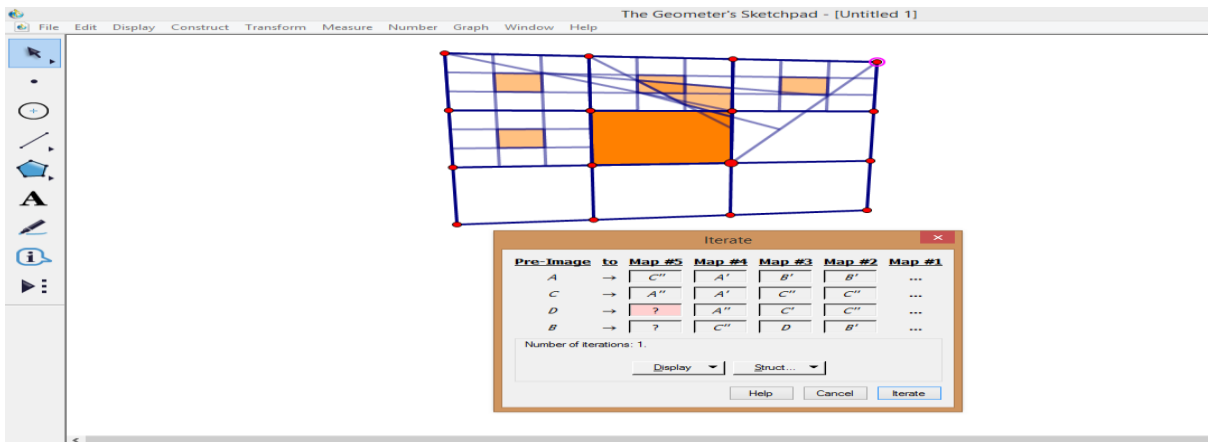 The Geometer's Sketchpad - [Untitled 1]
File Edit Display Construct Transform Measure Number Graph Window Help
A
Iterate
Pre-Image to Map #5 Map #4 Map #3 Map #2 Map #1
A → C" A' B' B' ...
C → A" A' C" C" ...
D → ? A" C' C" ...
B → ? C" D B' ...
Number of iterations: 1.
Display Struct...
Help Cancel Iterate